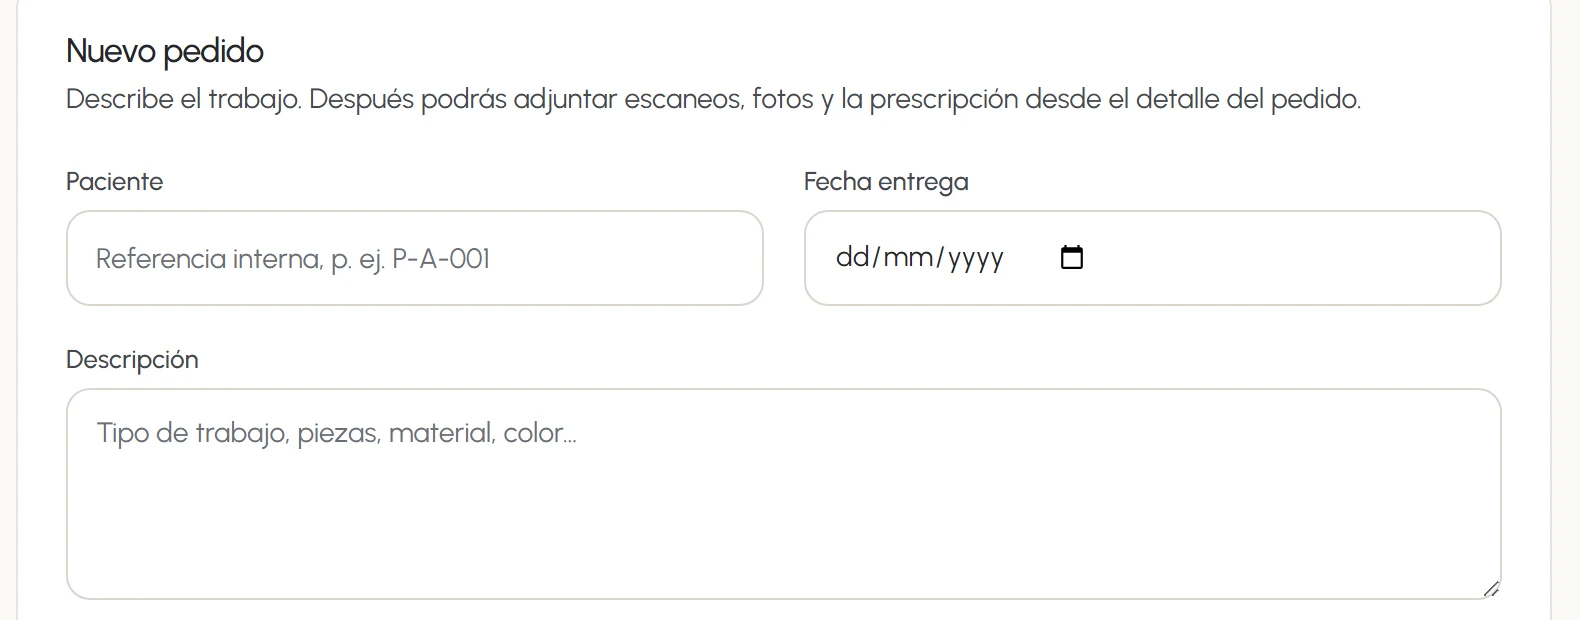 Nuevo pedido
Describe el trabajo. Después podrás adjuntar escaneos, fotos y la prescripción desde el detalle del pedido.
Paciente
Fecha entrega
Referencia interna, p. ej. P-A-001
dd/mm/yyyy
Descripción
Tipo de trabajo, piezas, material, color...